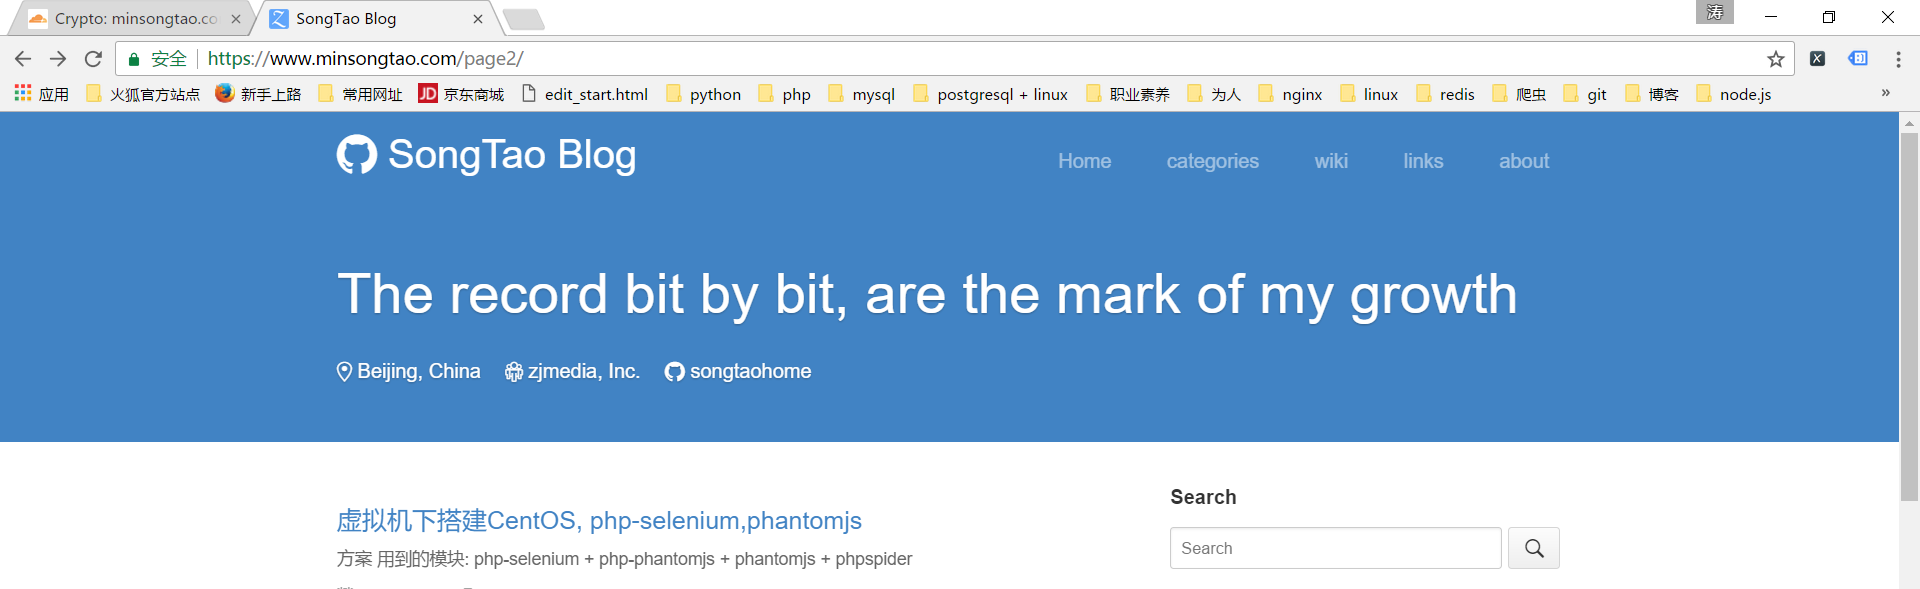 Crypto: minsongtao.co
SongTao Blog
涛
安全
https://www.minsongtao.com/page2/
应用
火狐官方站点
新手上路
常用网址
JD 京东商城
edit_start.html
python
php
mysql
postgresql + linux
职业素养
为人
nginx
linux
redis
爬虫
git
博客
node.js
»
SongTao Blog
Home
categories
wiki
links
about
The record bit by bit, are the mark of my growth
Beijing, China
zjmedia, Inc.
songtaohome
虚拟机下搭建CentOS, php-selenium,phantomjs
方案 用到的模块: php-selenium + php-phantomjs + phantomjs + phpspider
Search
Search